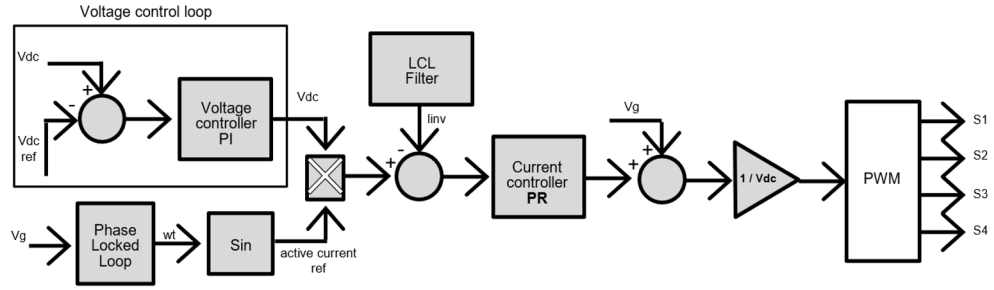 Voltage control loop
Vdc
+
-
Vdc
ref
Voltage
controller
PI
Vdc
LCL
Filter
Iinv
-
+
Current
controller
PR
Vg
+
+
1 / Vdc
PWM
S1
S2
S3
S4
Vg
Phase
Locked
Loop
wt
Sin
active current
ref